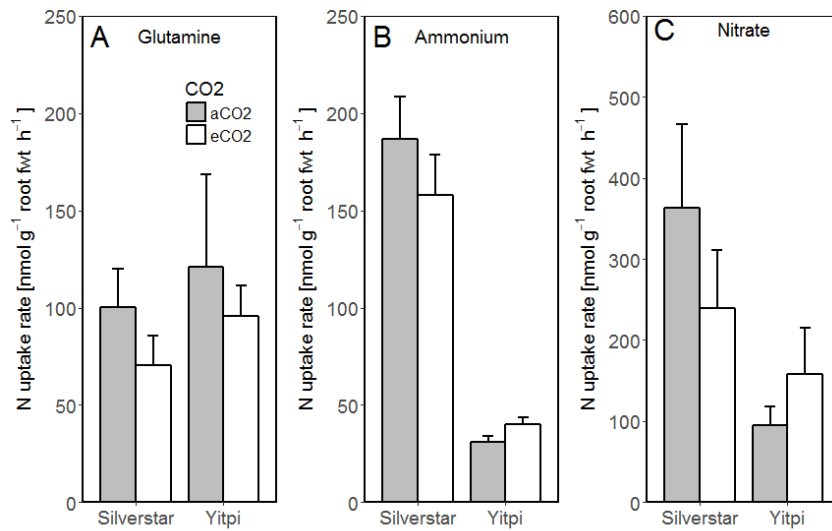 A Glutamine
N uptake rate [nmol g⁻¹ root fwt h⁻¹]
250
200
150
100
50
0
CO2
aCO2
eCO2
Silverstar Yitpi
B Ammonium
N uptake rate [nmol g⁻¹ root fwt h⁻¹]
250
200
150
100
50
0
Silverstar Yitpi
C Nitrate
N uptake rate [nmol g⁻¹ root fwt h⁻¹]
600
500
400
300
200
100
0
Silverstar Yitpi